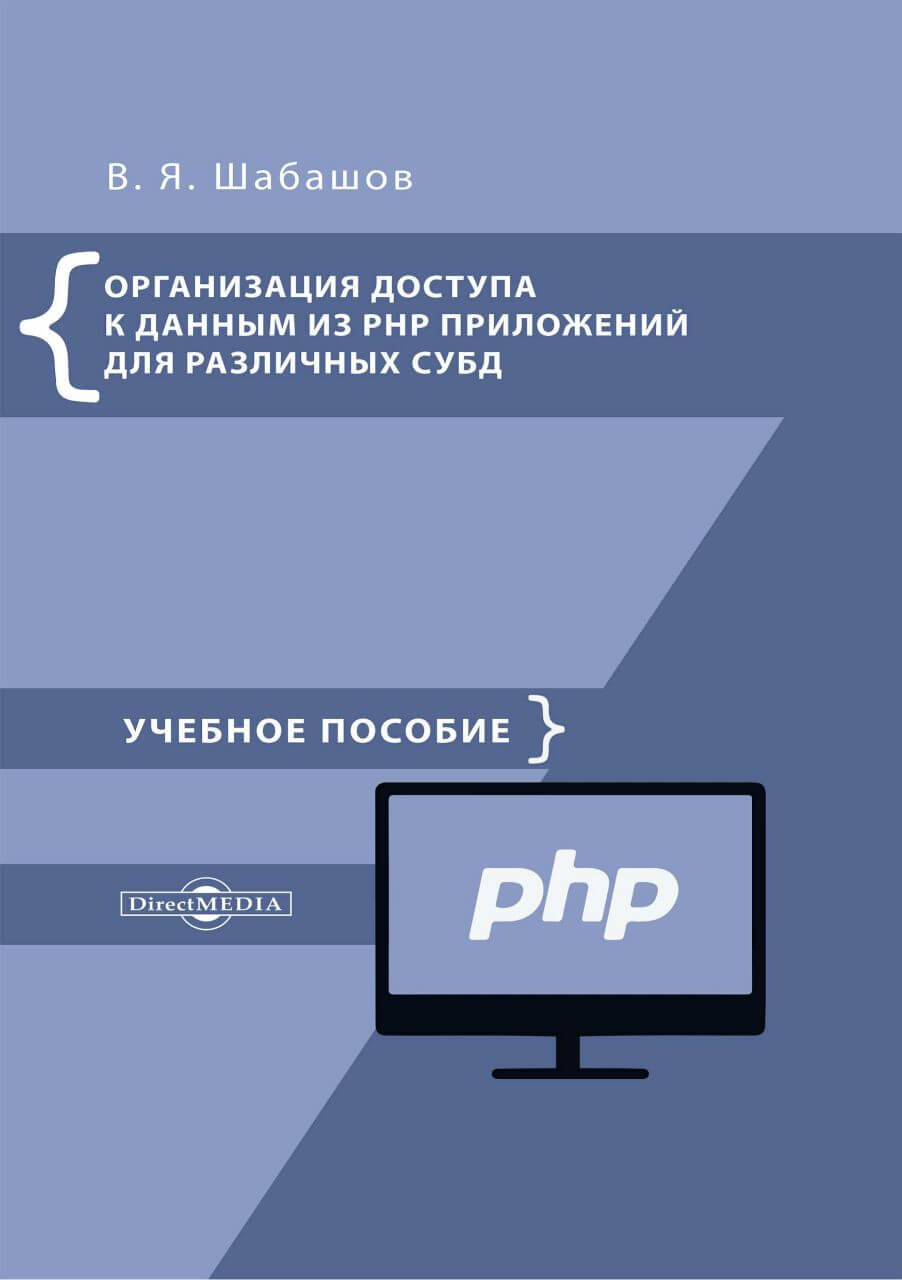 В. Я. Шабашов
ОРГАНИЗАЦИЯ ДОСТУПА
К ДАННЫМ ИЗ PHP ПРИЛОЖЕНИЙ
ДЛЯ РАЗЛИЧНЫХ СУБД
УЧЕБНОЕ ПОСОБИЕ
DirectMEDIA
php